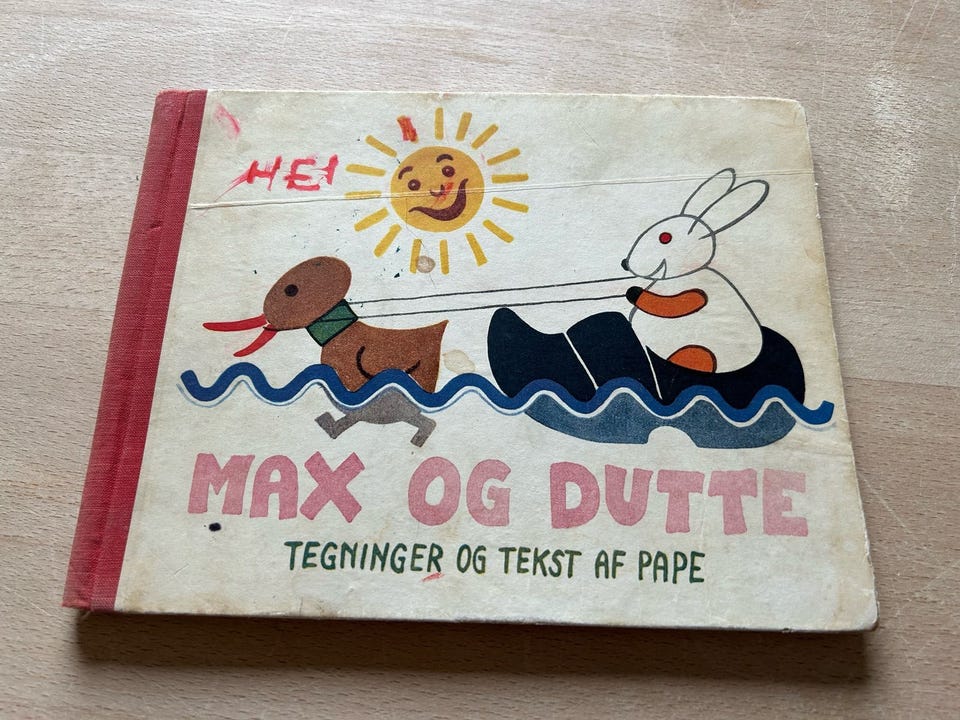 HEI
MAX OG DUTTE
TEGNINGER OG TEKST AF PAPE